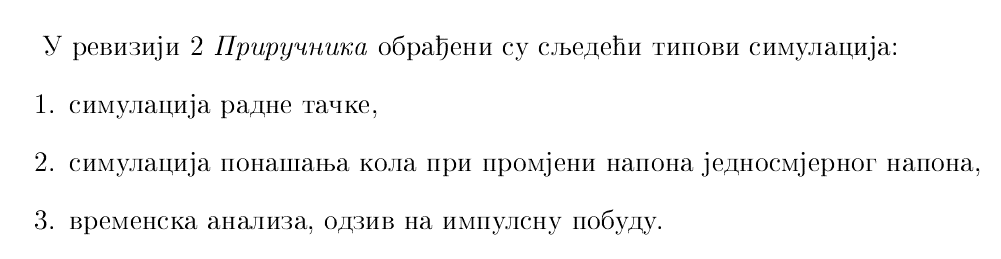 У ревизији 2 Приручника обрађени су сљедећи типови симулација:
1. симулација радне тачке,
2. симулација понашања кола при промјени напона једносмјерног напона,
3. временска анализа, одзив на импулсну побуду.